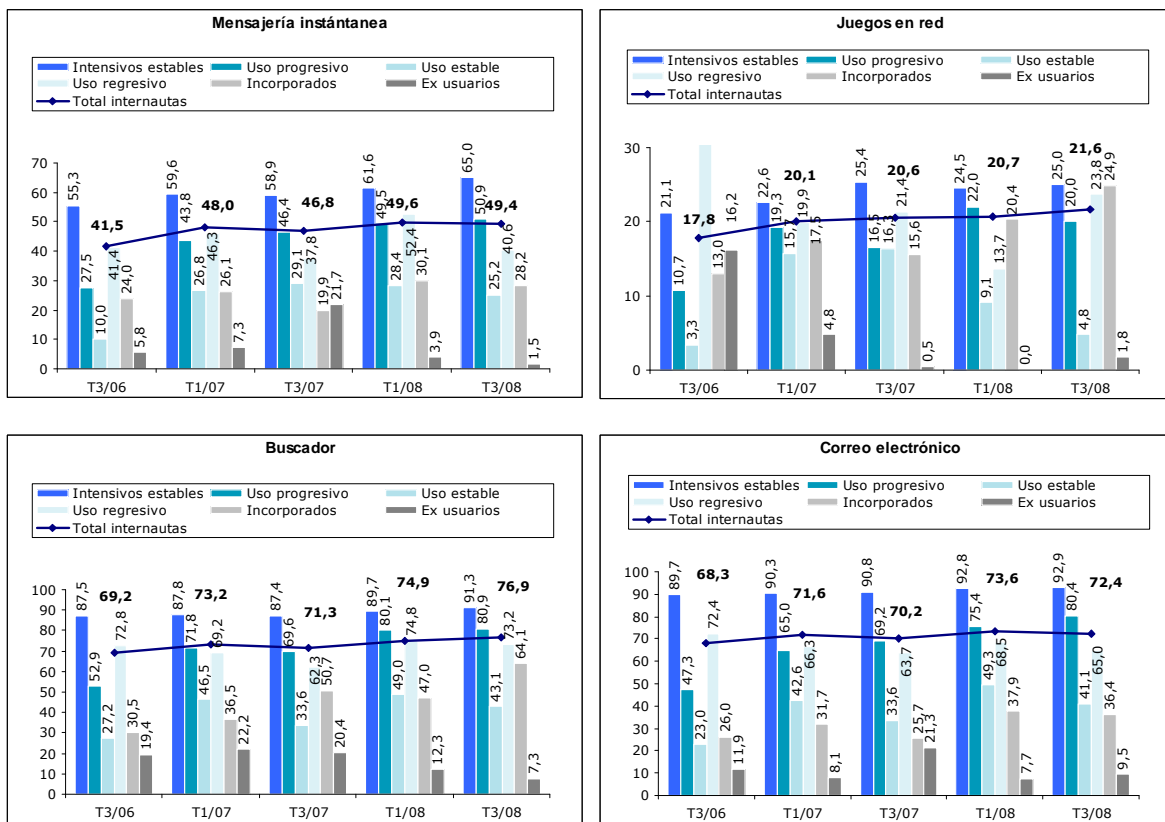 Mensajería instántanea
Intensivos estables Uso progresivo Uso estable
Uso regresivo Incorporados Ex usuarios
Total internautas
70
60
50
40
30
20
10
0
55,3 27,5 10,0 41,4 24,0 5,8 41,5
59,6 43,8 26,8 46,3 26,1 7,3 48,0
58,9 46,4 29,1 37,8 19,9 21,7 46,8
61,6 49,5 28,4 52,4 30,1 3,9 49,6
65,0 50,9 25,2 40,6 28,2 1,5 49,4
T3/06 T1/07 T3/07 T1/08 T3/08
Juegos en red
Intensivos estables Uso progresivo Uso estable
Uso regresivo Incorporados Ex usuarios
Total internautas
30
20
10
0
21,1 10,7 3,3 13,0 16,2 17,8
22,6 19,3 15,7 19,9 17,5 4,8 20,1
25,4 16,5 16,3 21,4 15,6 0,5 20,6
24,5 22,0 9,1 13,7 20,4 0,0 20,7
25,0 20,0 4,8 23,8 24,9 1,8 21,6
T3/06 T1/07 T3/07 T1/08 T3/08
Buscador
Intensivos estables Uso progresivo Uso estable
Uso regresivo Incorporados Ex usuarios
Total internautas
100
90
80
70
60
50
40
30
20
10
0
87,5 52,9 27,2 72,8 30,5 19,4 69,2
87,8 71,8 46,5 69,2 36,5 22,2 73,2
87,4 69,6 33,6 62,3 50,7 20,4 71,3
89,7 80,1 49,0 74,8 47,0 12,3 74,9
91,3 80,9 43,1 73,2 64,1 7,3 76,9
T3/06 T1/07 T3/07 T1/08 T3/08
Correo electrónico
Intensivos estables Uso progresivo Uso estable
Uso regresivo Incorporados Ex usuarios
Total internautas
100
90
80
70
60
50
40
30
20
10
0
89,7 47,3 23,0 72,4 26,0 11,9 68,3
90,3 65,0 42,6 66,3 31,7 8,1 71,6
90,8 69,2 33,6 63,7 25,7 21,3 70,2
92,8 75,4 49,3 68,5 37,9 7,7 73,6
92,9 80,4 41,1 65,0 36,4 9,5 72,4
T3/06 T1/07 T3/07 T1/08 T3/08